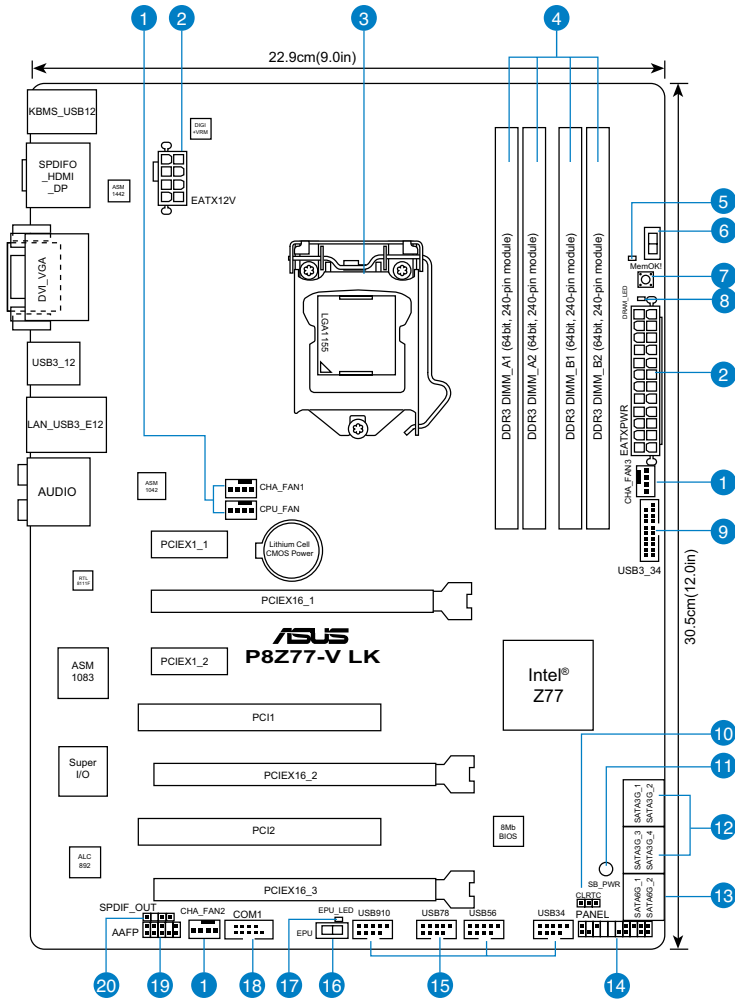 1
2
3
4
22.9cm(9.0in)
KBMS_USB12
DIGI
+VRM
SPDIFO
_HDMI
_DP
ASM
1442
EATX12V
DVI_VGA
LGA1155
DDR3 DIMM_A1 (64bit, 240-pin module)
DDR3 DIMM_A2 (64bit, 240-pin module)
DDR3 DIMM_B1 (64bit, 240-pin module)
DDR3 DIMM_B2 (64bit, 240-pin module)
5
6
MemOK!
7
DRAM_LED
8
USB3_12
2
LAN_USB3_E12
EATXPWR
AUDIO
ASM
1042
CHA_FAN1
CPU_FAN
CHA_FAN3
1
9
USB3_34
PCIEX1_1
Lithium Cell
CMOS Power
RTL
8111F
PCIEX16_1
30.5cm(12.0in)
ASUS
P8Z77-V LK
ASM
1083
PCIEX1_2
Intel®
Z77
PCI1
10
Super
I/O
PCIEX16_2
11
SATA3G_1
SATA3G_2
12
PCI2
8Mb
BIOS
SATA3G_3
SATA3G_4
ALC
892
SB_PWR
PCIEX16_3
CLRTC
SATA6G_1
SATA6G_2
13
SPDIF_OUT
CHA_FAN2
COM1
EPU_LED
USB910
USB78
USB56
USB34
PANEL
AAFP
EPU
20
19
1
18
17
16
15
14